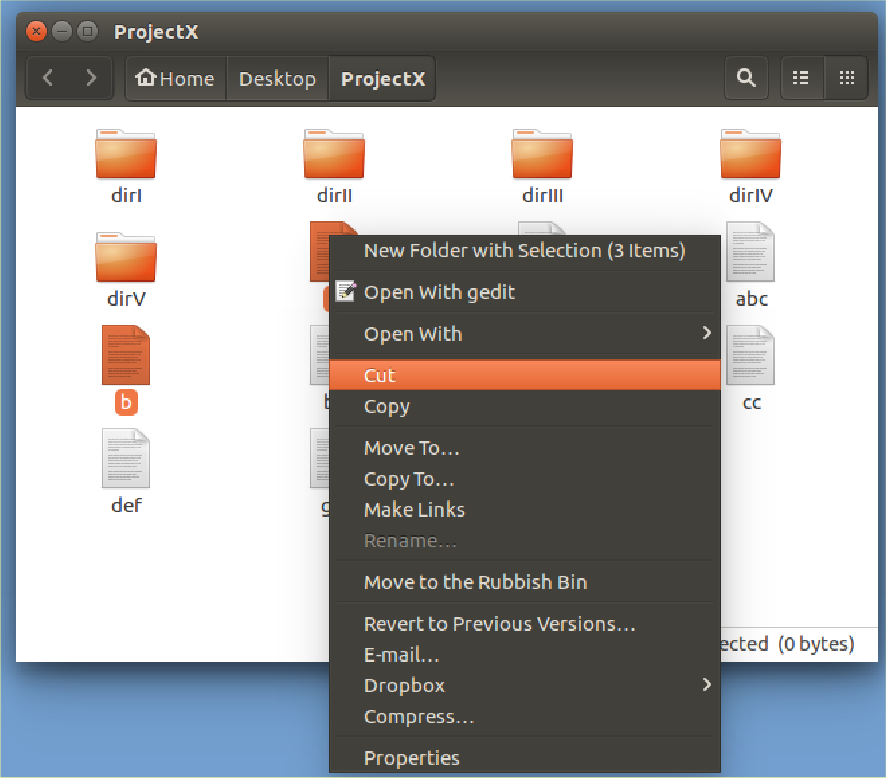 ProjectX
Home Desktop ProjectX
dirI dirII dirIII dirIV
dirV
abc
b
cc
def
New Folder with Selection (3 Items)
Open With gedit
Open With
Cut
Copy
Move To...
Copy To...
Make Links
Rename...
Move to the Rubbish Bin
Revert to Previous Versions...
E-mail...
Dropbox
Compress...
Properties
(0 bytes)